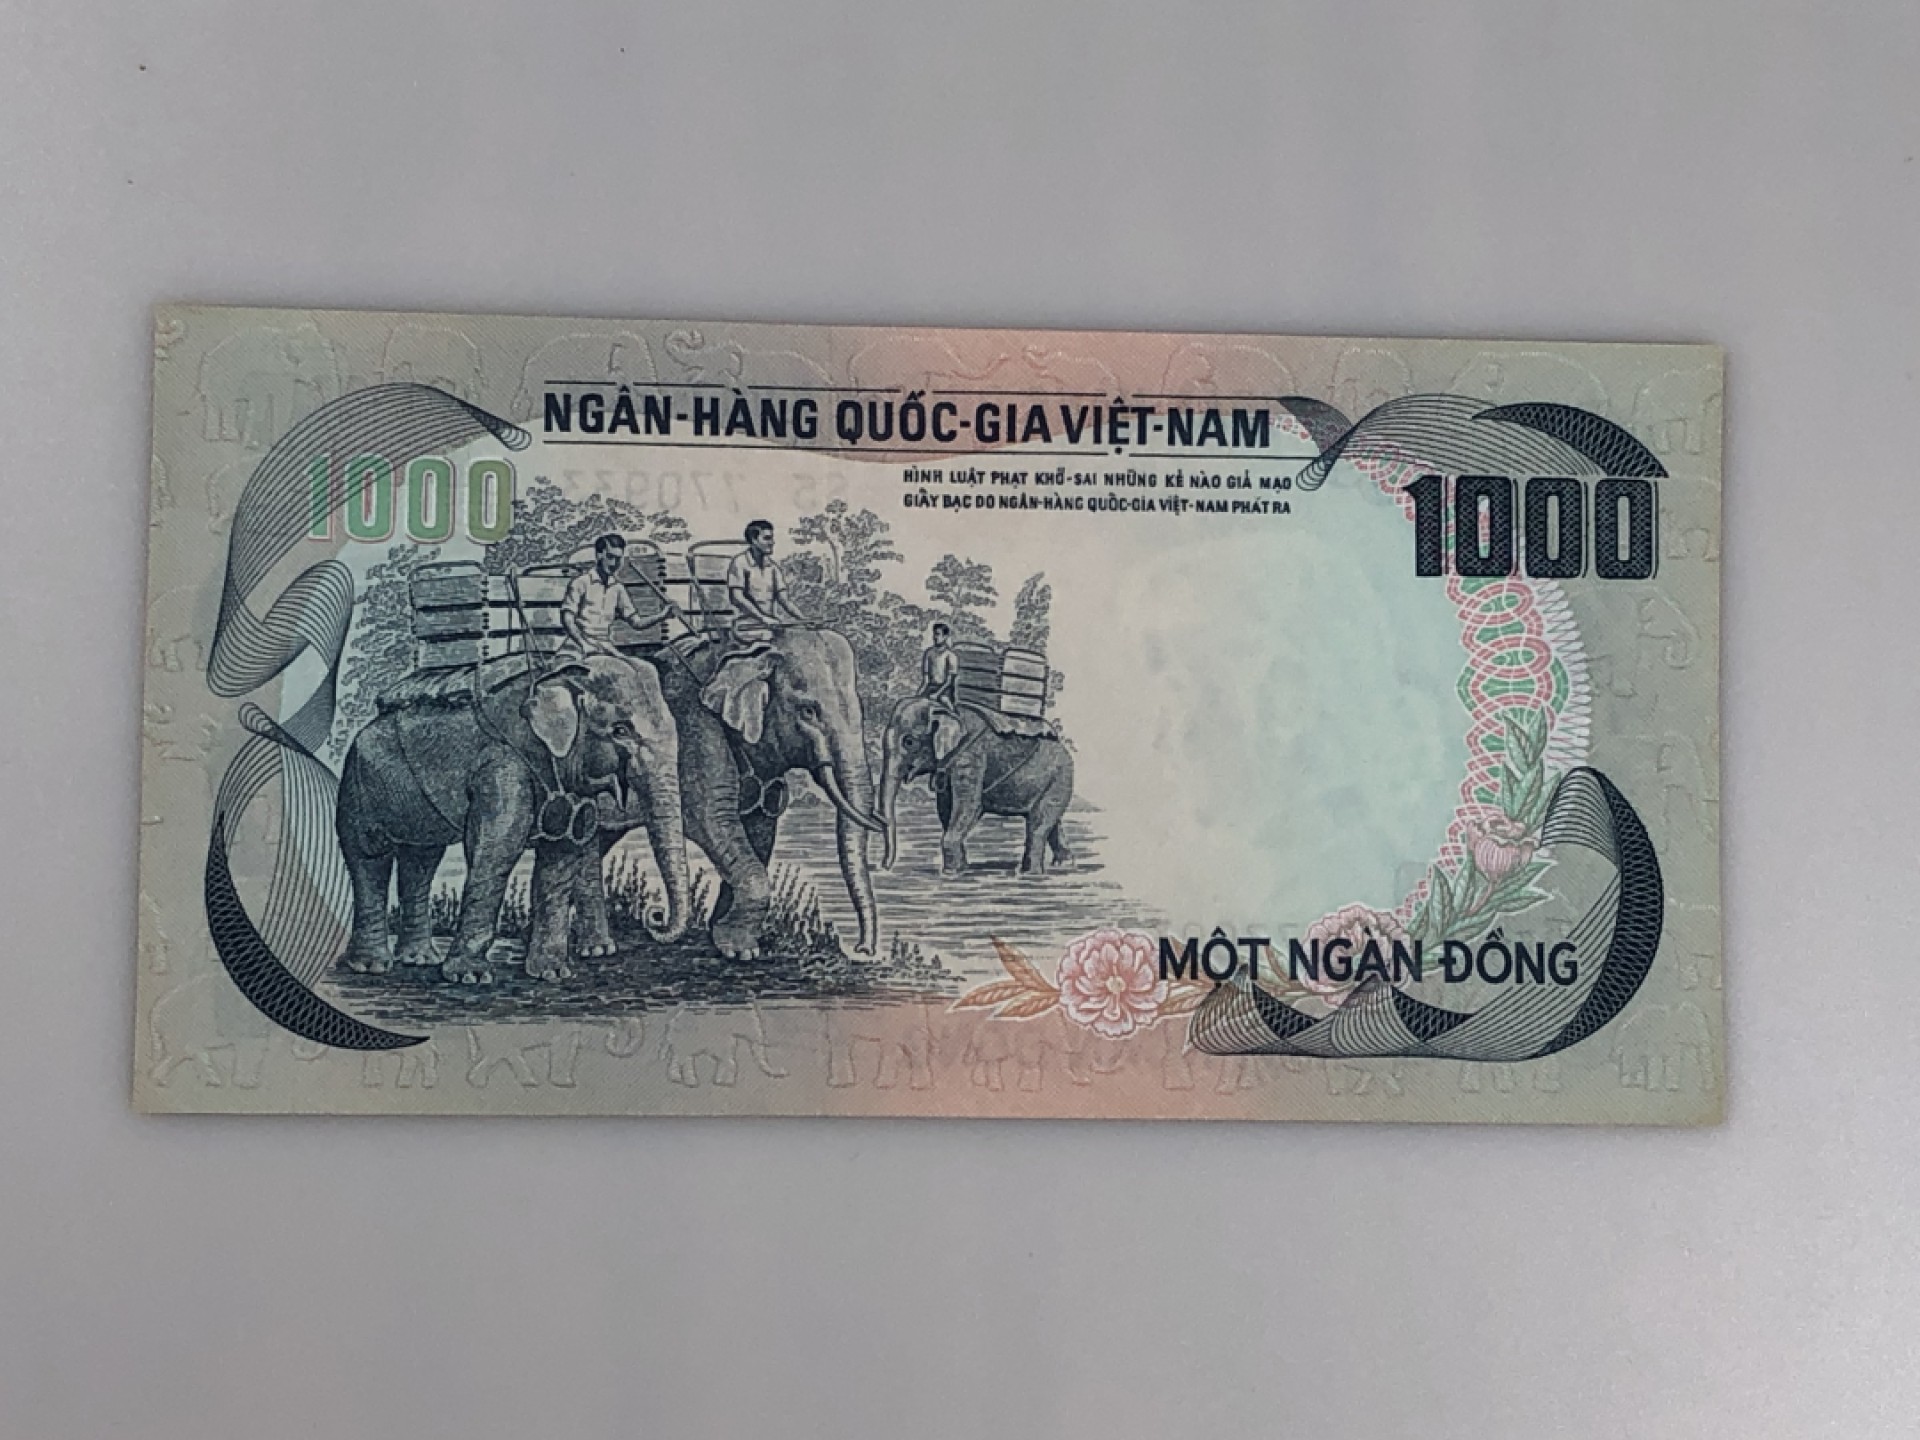 NGÂN-HÀNG QUỐC-GIA VIỆT-NAM
HÌNH LUẬT PHẠT KHỔ-SAI NHỮNG KẺ NÀO GIẢ MẠO
GIẤY BẠC DO NGÂN-HÀNG QUỐC-GIA VIỆT-NAM PHÁT RA
1000
1000
MỘT NGÀN ĐỒNG